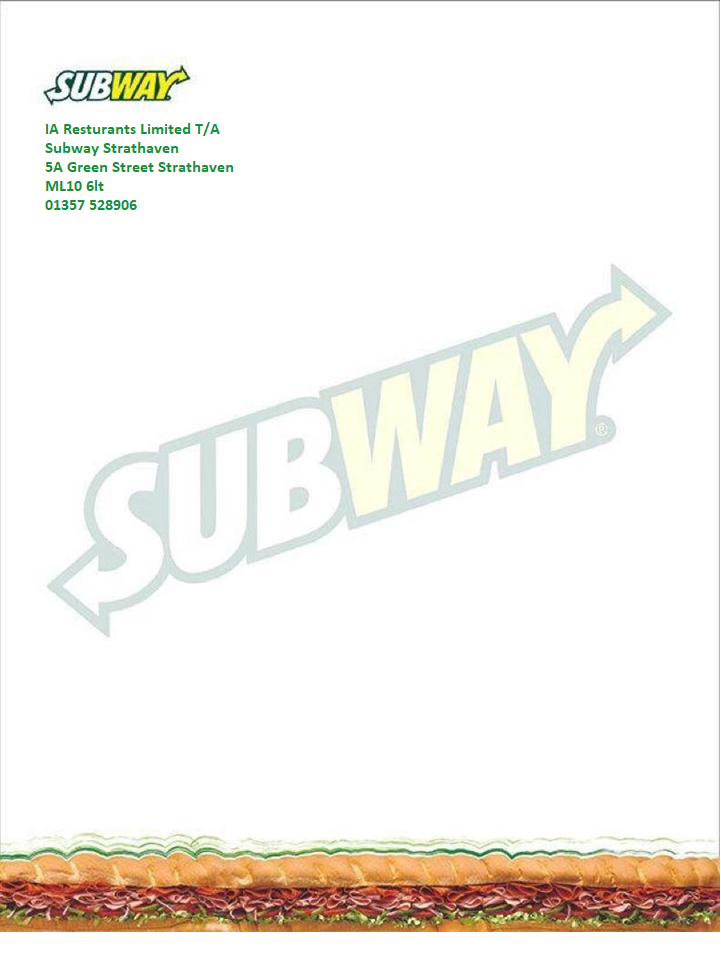 SUBWAY
IA Resturants Limited T/A
Subway Strathaven
5A Green Street Strathaven
ML10 6lt
01357 528906
SUBWAY®